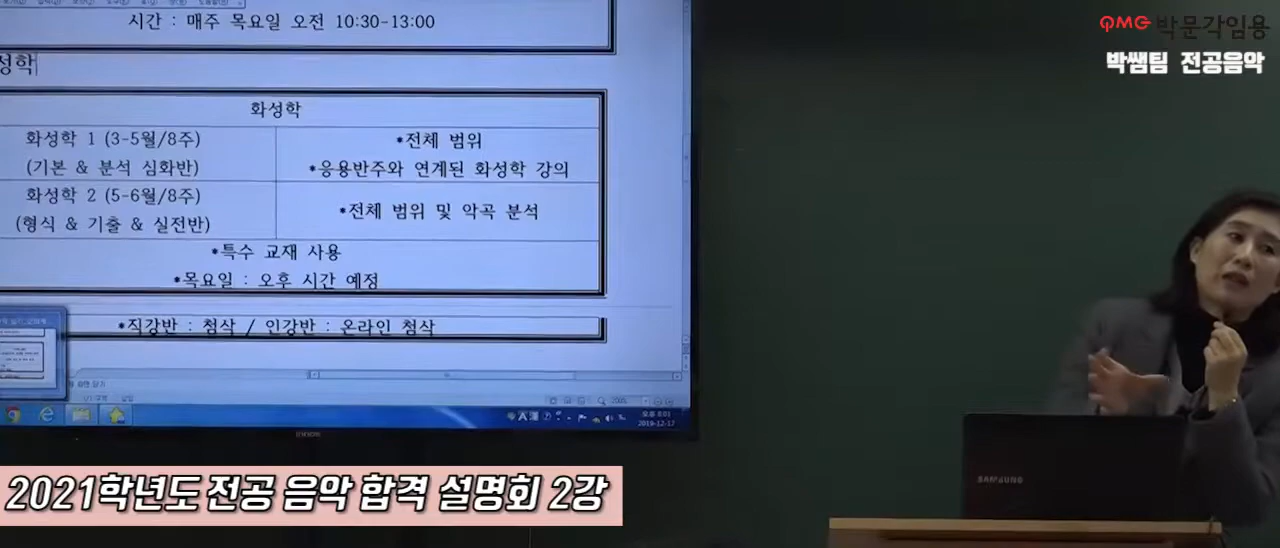 시간 : 매주 목요일 오전 10:30-13:00
PMG 박문각임용
박쌤팀 전공음악
성학
화성학
화성학 1 (3-5월/8주)
(기본 & 분석 심화반)
*전체 범위
*응용반주와 연계된 화성학 강의
화성학 2 (5-6월/8주)
(형식 & 기출 & 실전반)
*전체 범위 및 악곡 분석
*특수 교재 사용
*목요일 : 오후 시간 예정
*직강반 : 첨삭 / 인강반 : 온라인 첨삭
2019-12-17
SAMSUNG
2021학년도 전공 음악 합격 설명회 2강